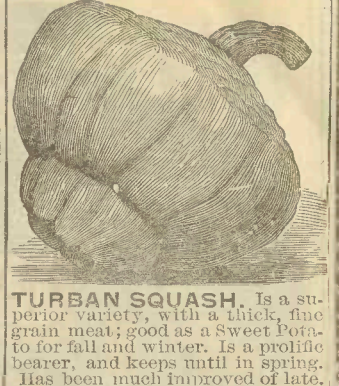 TURBAN SQUASH. Is a su-
perior variety, with a thick, fine
grain meat; good as a Sweet Pota-
to for fall and winter. Is a prolific
bearer, and keeps until in spring.
Has been much improved of late.